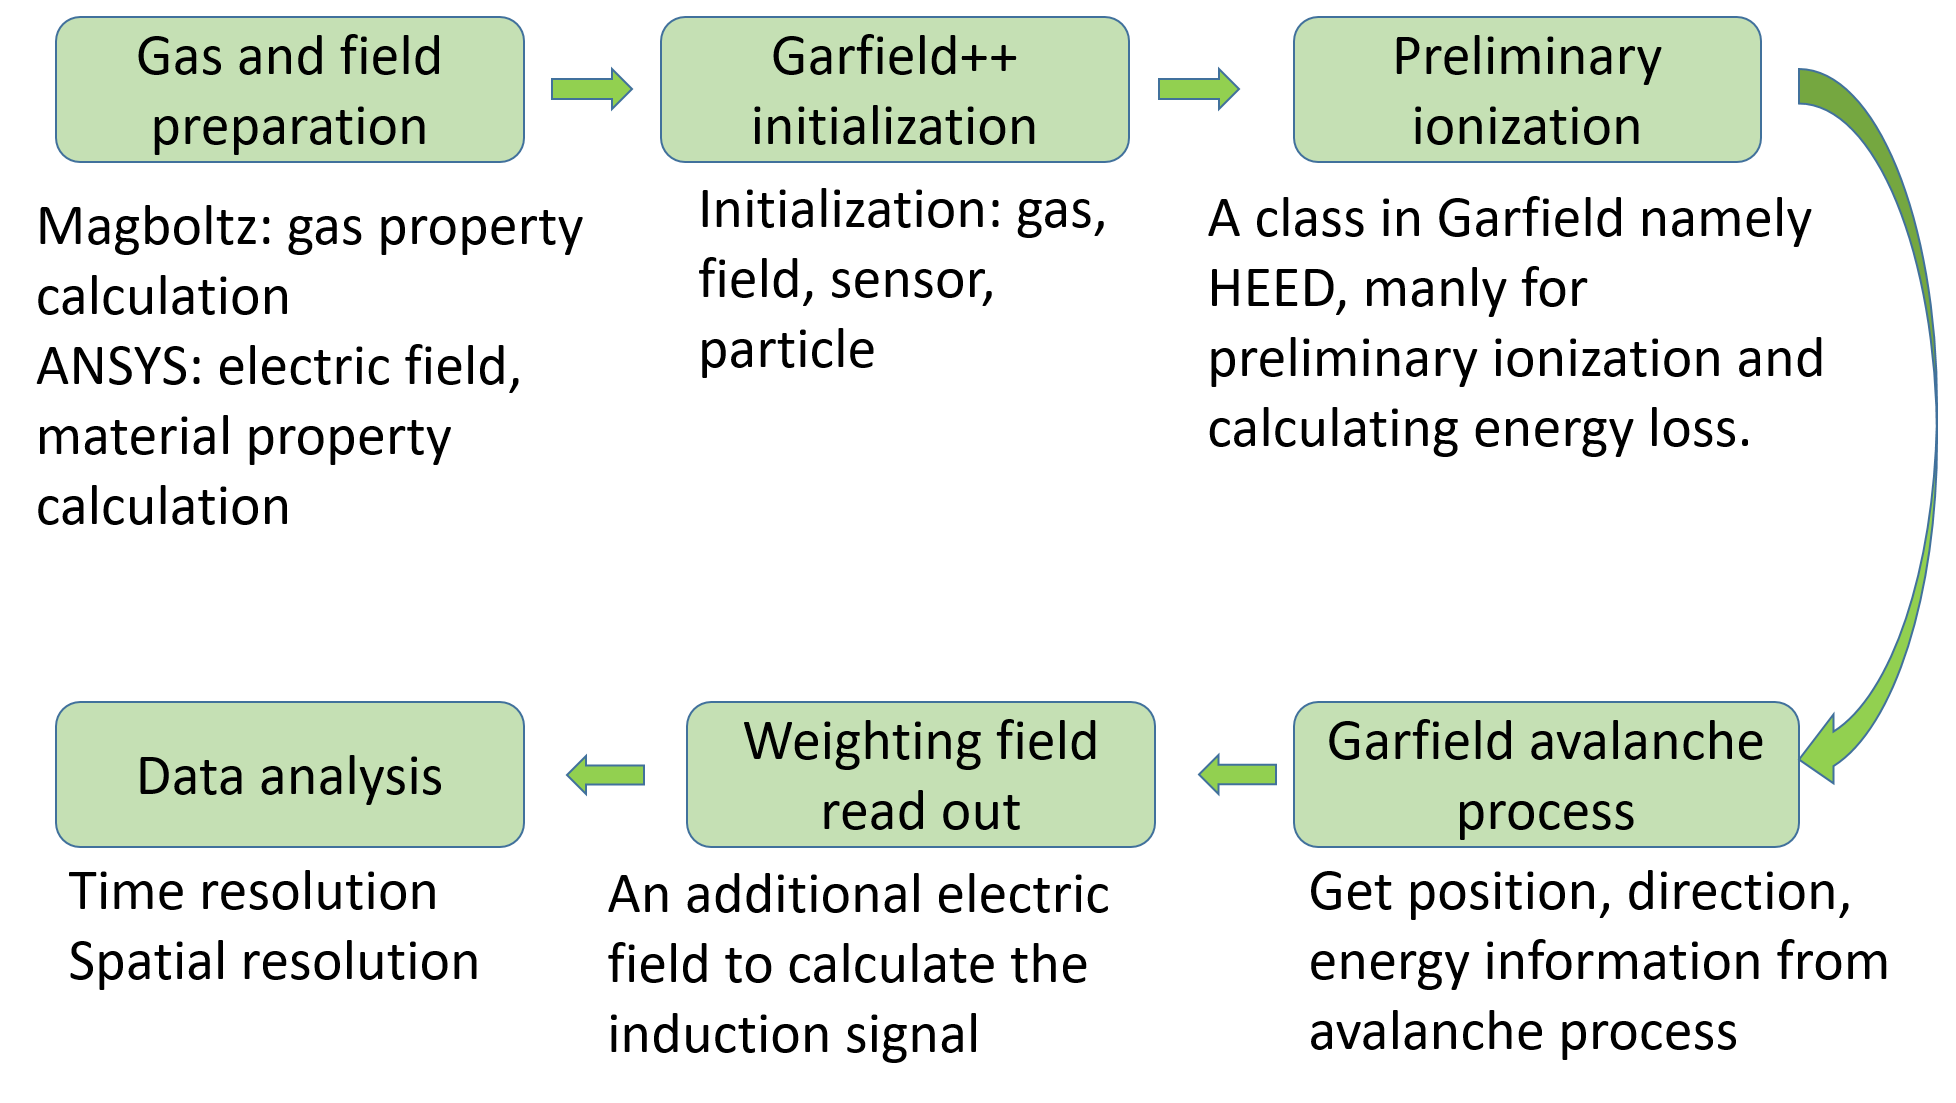 Gas and field
preparation
Magboltz: gas property
calculation
ANSYS: electric field,
material property
calculation
Garfield++
initialization
Initialization: gas,
field, sensor,
particle
Preliminary
ionization
A class in Garfield namely
HEED, manly for
preliminary ionization and
calculating energy loss.
Garfield avalanche
process
Get position, direction,
energy information from
avalanche process
Weighting field
read out
An additional electric
field to calculate the
induction signal
Data analysis
Time resolution
Spatial resolution